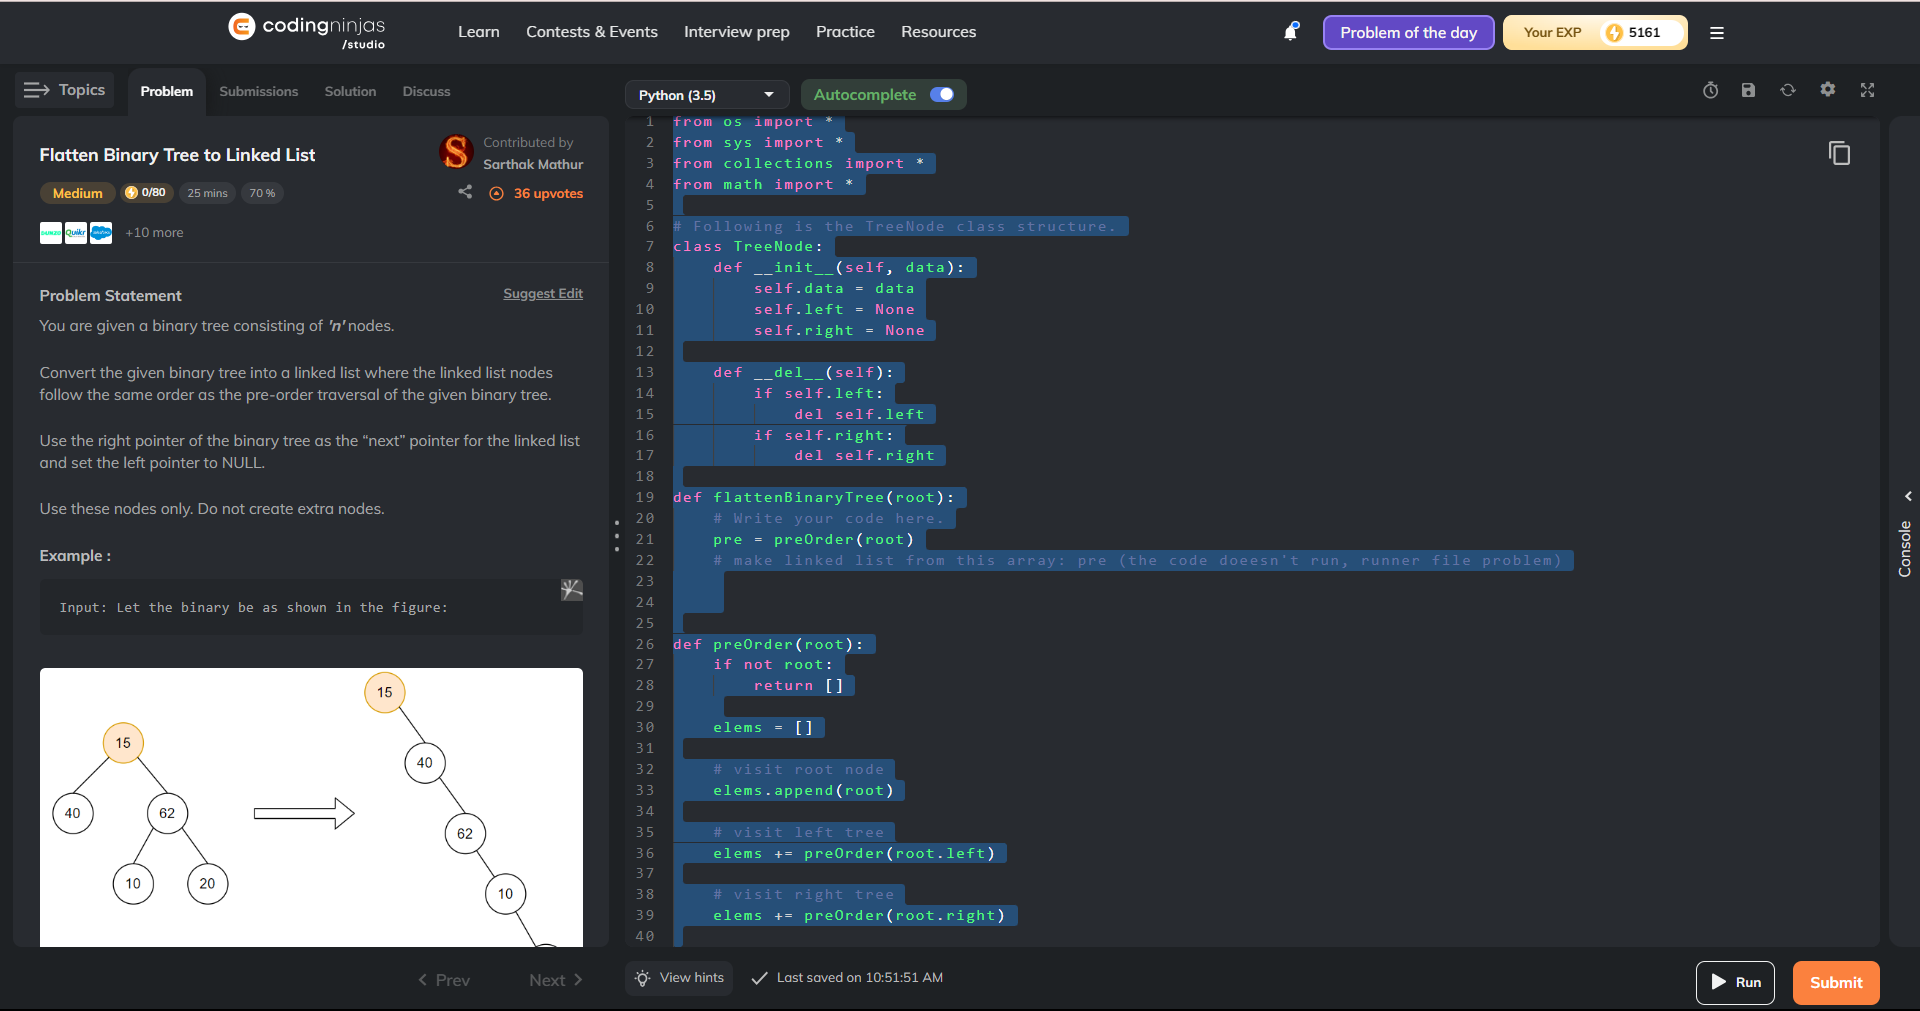 codingninjas
/studio
Learn
Contests & Events
Interview prep
Practice
Resources
Problem of the day
Your EXP
5161
Topics
Problem
Submissions
Solution
Discuss
Flatten Binary Tree to Linked List
Contributed by
Sarthak Mathur
Medium
0/80
25 mins
70 %
36 upvotes
Quikr
+10 more
Problem Statement
Suggest Edit
You are given a binary tree consisting of 'n' nodes.
Convert the given binary tree into a linked list where the linked list nodes
follow the same order as the pre-order traversal of the given binary tree.
Use the right pointer of the binary tree as the “next” pointer for the linked list
and set the left pointer to NULL.
Use these nodes only. Do not create extra nodes.
Example :
Input: Let the binary be as shown in the figure:
15
40
62
10
20
15
40
62
10
Prev
Next
Python (3.5)
Autocomplete
1 from os import *
2 from sys import *
3 from collections import *
4 from math import *
5
6 # Following is the TreeNode class structure.
7 class TreeNode:
8 def __init__(self, data):
9 self.data = data
10 self.left = None
11 self.right = None
12
13 def __del__(self):
14 if self.left:
15 del self.left
16 if self.right:
17 del self.right
18
19 def flattenBinaryTree(root):
20 # Write your code here.
21 pre = preOrder(root)
22 # make linked list from this array: pre (the code doeesn't run, runner file problem)
23
24
25
26 def preOrder(root):
27 if not root:
28 return []
29
30 elems = []
31
32 # visit root node
33 elems.append(root)
34
35 # visit left tree
36 elems += preOrder(root.left)
37
38 # visit right tree
39 elems += preOrder(root.right)
40
Console
View hints
Last saved on 10:51:51 AM
Run
Submit